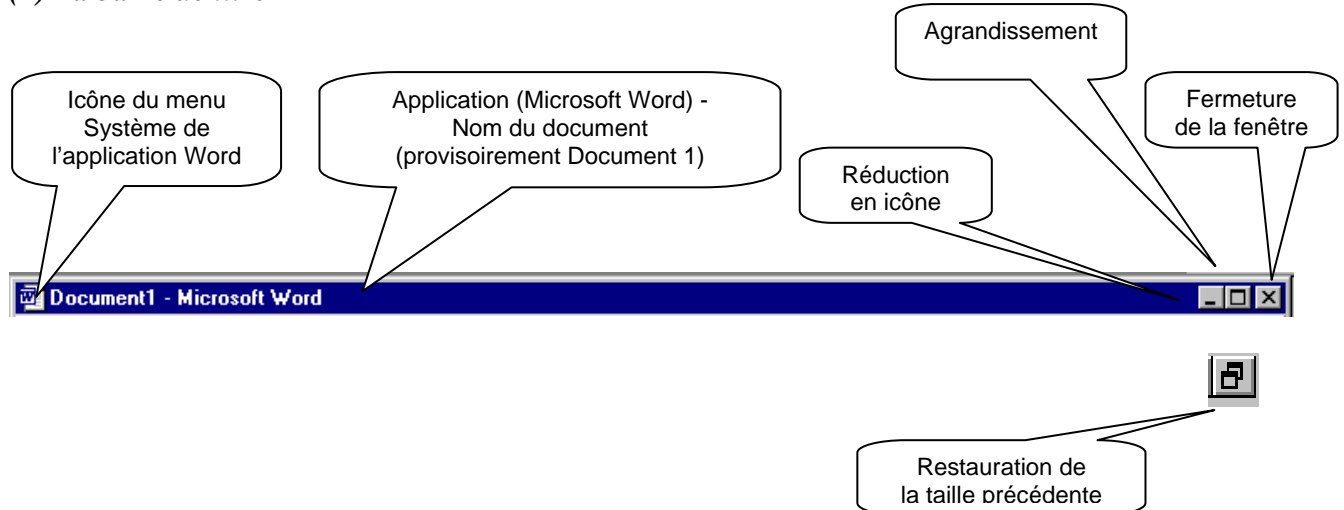 Agrandissement
Icône du menu
Système de
l'application Word
Application (Microsoft Word) -
Nom du document
(provisoirement Document 1)
Fermeture
de la fenêtre
Réduction
en icône
Document1 - Microsoft Word
Restauration de
la taille précédente